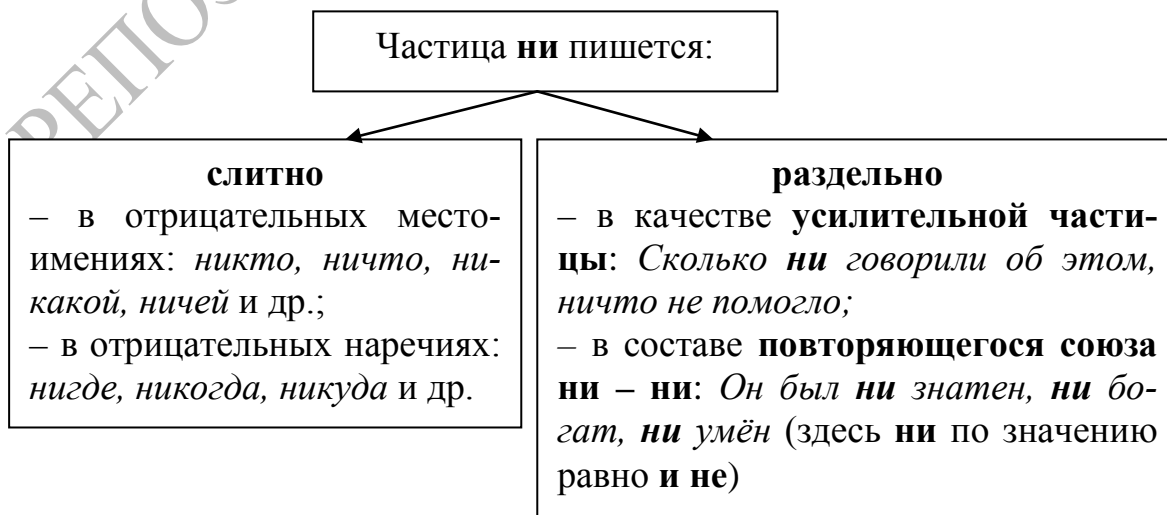 РЕПО
Частица ни пишется:
слитно
– в отрицательных место-
имениях: никто, ничто, ни-
какой, ничей и др.;
– в отрицательных наречиях:
нигде, никогда, никуда и др.
раздельно
– в качестве усилительной части-
цы: Сколько ни говорили об этом,
ничто не помогло;
– в составе повторяющегося союза
ни – ни: Он был ни знатен, ни бо-
гат, ни умён (здесь ни по значению
равно и не)